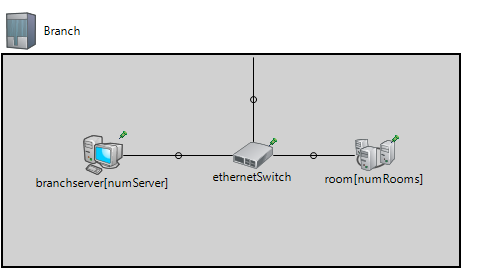 Branch
branchserver[numServer]
ethernetSwitch
room[numRooms]